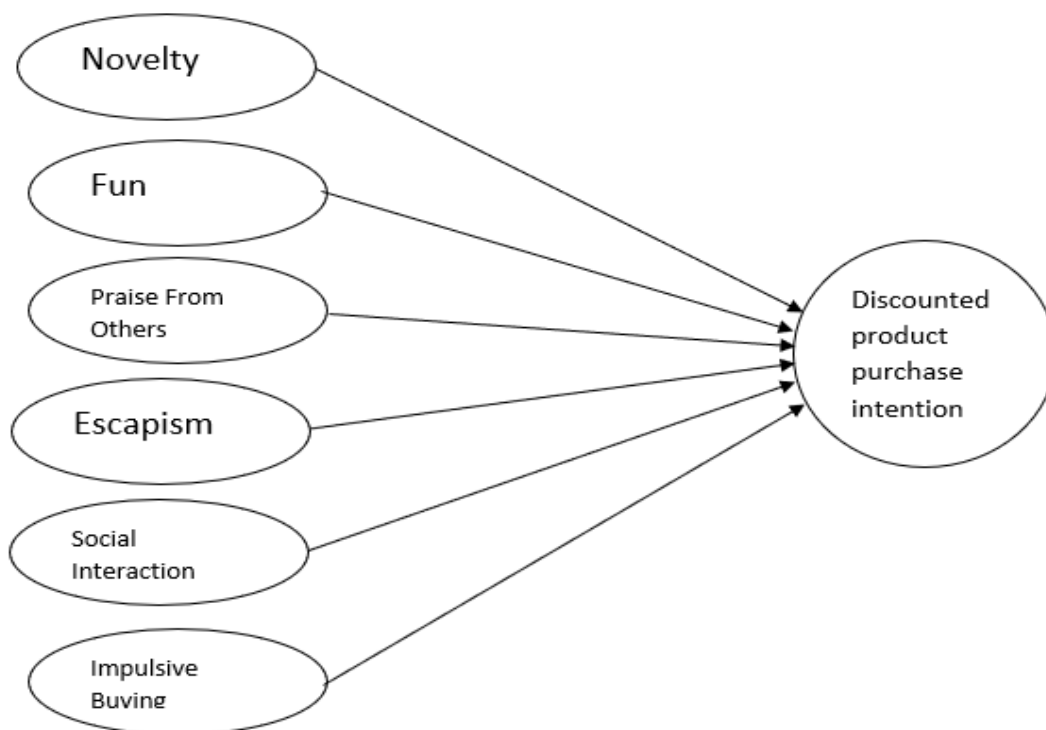 Novelty
Fun
Praise From
Others
Escapism
Social
Interaction
Impulsive
Buying
Discounted
product
purchase
intention